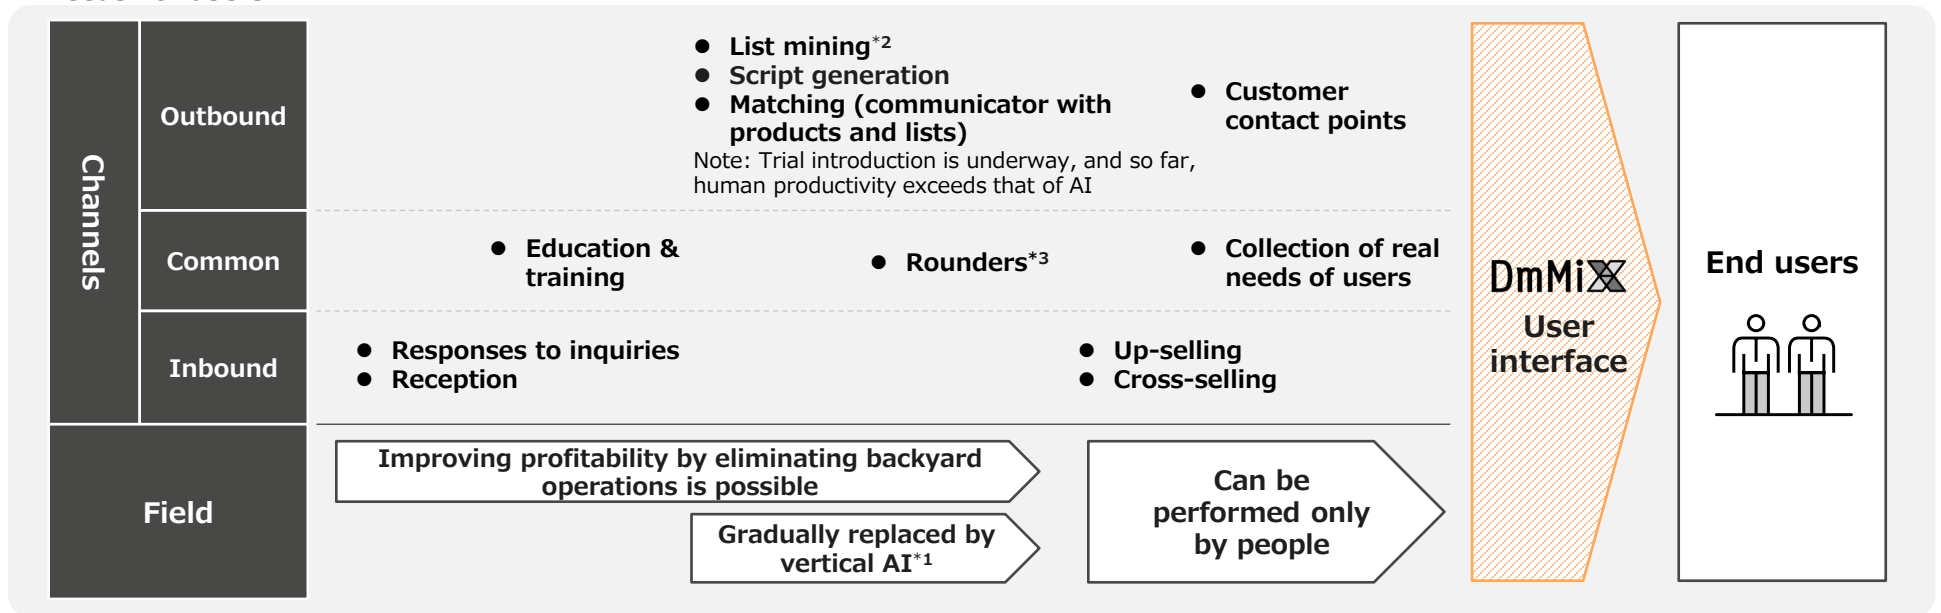 Channels
Outbound
● List mining*2
● Script generation
● Matching (communicator with
products and lists)
Note: Trial introduction is underway, and so far,
human productivity exceeds that of AI
● Customer
contact points
Common
● Education &
training
● Rounders*3
● Collection of real
needs of users
Inbound
● Responses to inquiries
● Reception
● Up-selling
● Cross-selling
Field
Improving profitability by eliminating backyard
operations is possible
Gradually replaced by
vertical AI*1
Can be
performed only
by people
DmMiX
User
interface
End users